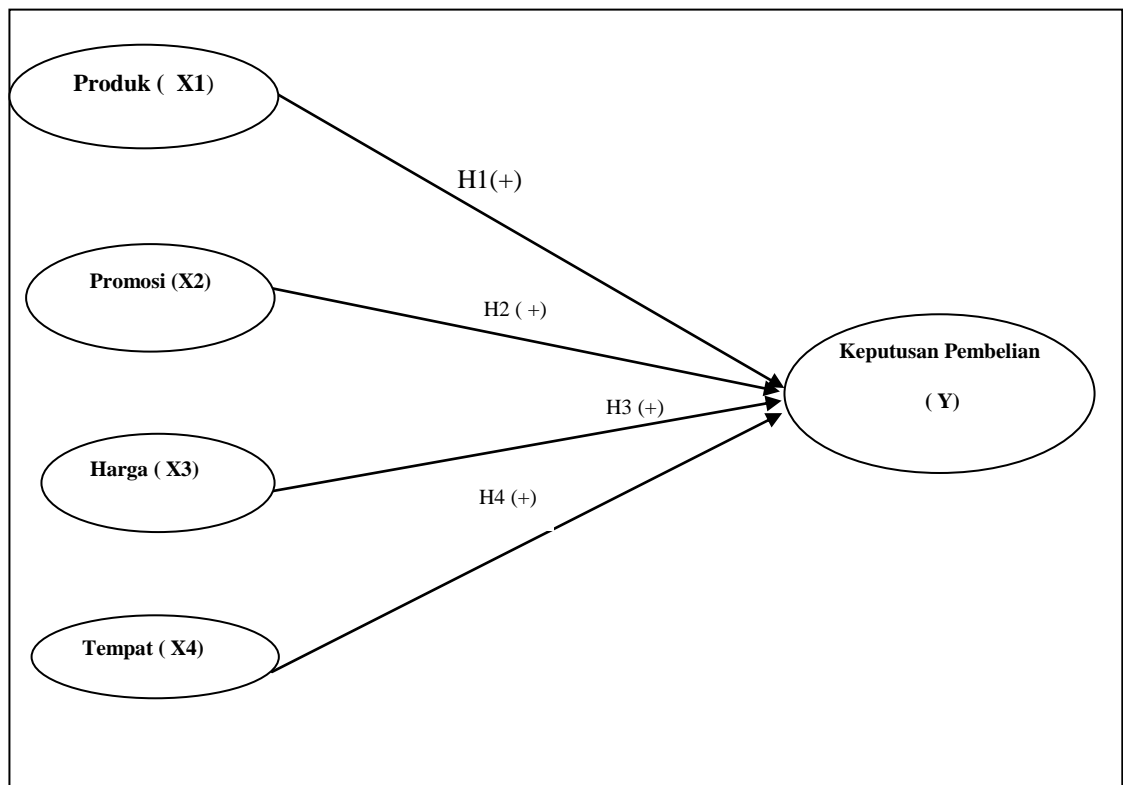 Produk ( X1)
H1(+)
Promosi (X2)
H2 ( +)
Keputusan Pembelian
( Y)
H3 (+)
Harga ( X3)
H4 (+)
Tempat ( X4)